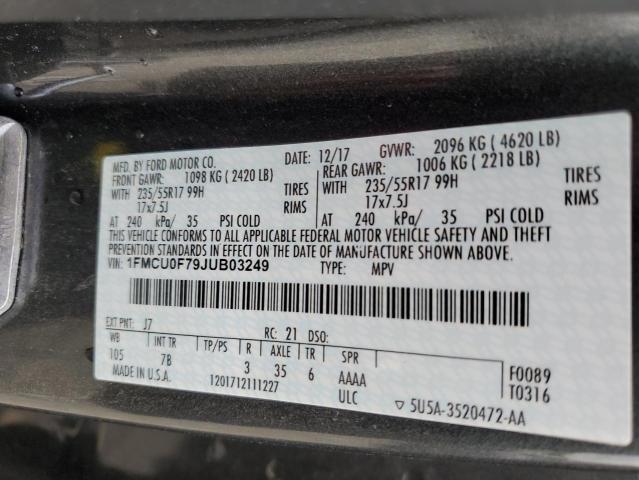 MFD. BY FORD MOTOR CO.
DATE: 12/17 GVWR: 2096 KG ( 4620 LB)
FRONT GAWR: 1098 KG ( 2420 LB)
REAR GAWR: 1006 KG ( 2218 LB)
WITH 235/55R17 99H TIRES
17x7.5J RIMS
WITH 235/55R17 99H TIRES
17x7.5J RIMS
AT 240 kPa/ 35 PSI COLD
AT 240 kPa/ 35 PSI COLD
THIS VEHICLE CONFORMS TO ALL APPLICABLE FEDERAL MOTOR VEHICLE SAFETY AND THEFT
PREVENTION STANDARDS IN EFFECT ON THE DATE OF MANUFACTURE SHOWN ABOVE.
VIN: 1FMCU0F79JUB03249 TYPE: MPV
EXT PNT: J7 RC: 21 DSO:
WB INT TR TP/PS R AXLE TR SPR
105 7B 3 35 6 AAAA F0089
MADE IN U.S.A. 1201712111227 ULC T0316
▽ 5U5A-3520472-AA